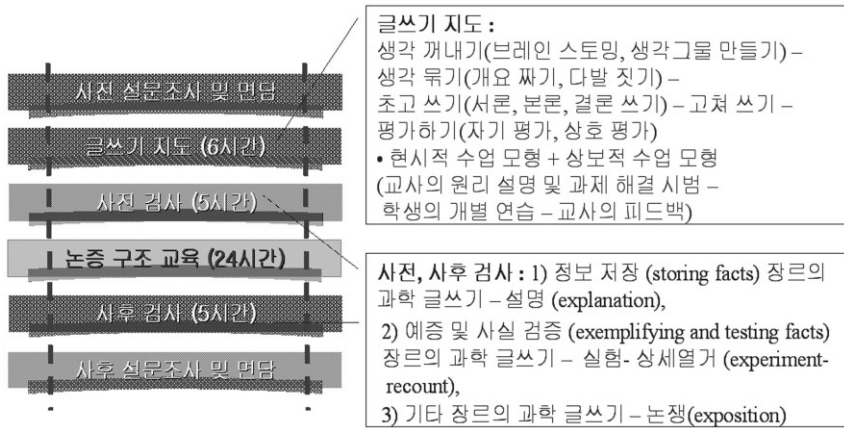 사전 설문조사 및 면담
글쓰기 지도 (6시간)
사전 검사 (5시간)
논증 구조 교육 (24시간)
사후 검사 (5시간)
사후 설문조사 및 면담
글쓰기 지도 :
생각 꺼내기(브레인 스토밍, 생각그물 만들기) –
생각 묶기(개요 짜기, 다발 짓기) –
초고 쓰기(서론, 본론, 결론 쓰기) – 고쳐 쓰기 –
평가하기(자기 평가, 상호 평가)
• 현시적 수업 모형 + 상보적 수업 모형
(교사의 원리 설명 및 과제 해결 시범 –
학생의 개별 연습 – 교사의 피드백)
사전, 사후 검사 : 1) 정보 저장 (storing facts) 장르의
과학 글쓰기 – 설명 (explanation),
2) 예증 및 사실 검증 (exemplifying and testing facts)
장르의 과학 글쓰기 – 실험- 상세열거 (experiment-
recount),
3) 기타 장르의 과학 글쓰기 – 논쟁(exposition)